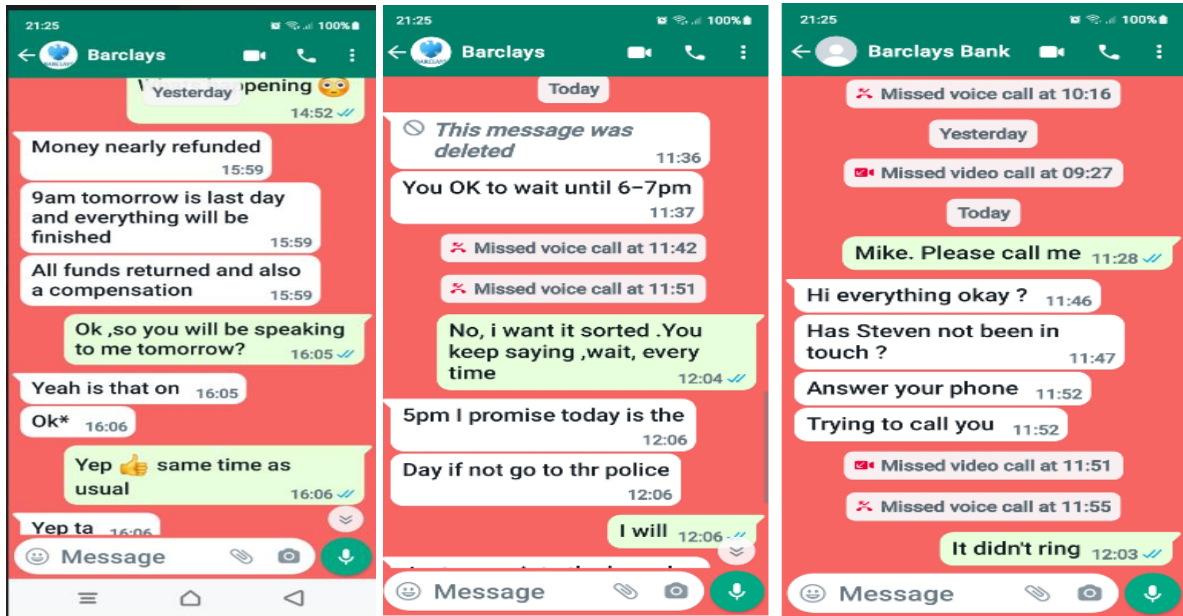 21:25
100%
Barclays
BARCLAYS
Yesterday
14:52
Money nearly refunded
15:59
9am tomorrow is last day
and everything will be
finished
15:59
All funds returned and also
a compensation
15:59
Ok ,so you will be speaking
to me tomorrow?
16:05
Yeah is that on
16:05
Ok*
16:06
Yep 👍 same time as
usual
16:06
Yep ta
16:06
Message
21:25
100%
Barclays
BARCLAYS
Today
This message was
deleted
11:36
You OK to wait until 6–7pm
11:37
Missed voice call at 11:42
Missed voice call at 11:51
No, i want it sorted .You
keep saying ,wait, every
time
12:04
5pm I promise today is the
12:06
Day if not go to thr police
12:06
I will
12:06
Message
21:25
100%
Barclays Bank
Missed voice call at 10:16
Yesterday
Missed video call at 09:27
Today
Mike. Please call me
11:28
Hi everything okay ?
11:46
Has Steven not been in
touch ?
11:47
Answer your phone
11:52
Trying to call you
11:52
Missed video call at 11:51
Missed voice call at 11:55
It didn't ring
12:03
Message